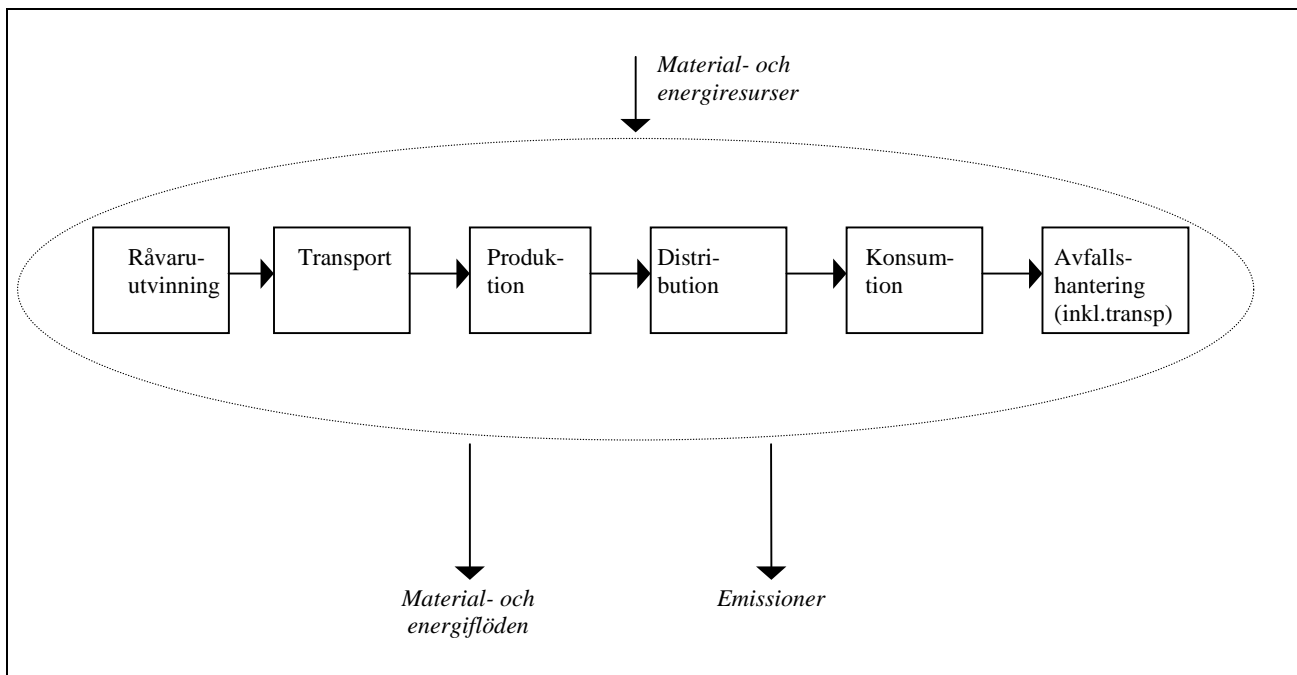 Material- och
energiresurser
Råvaru-
utvinning
Transport
Produk-
tion
Distri-
bution
Konsum-
tion
Avfalls-
hantering
(inkl.transp)
Material- och
energiflöden
Emissioner